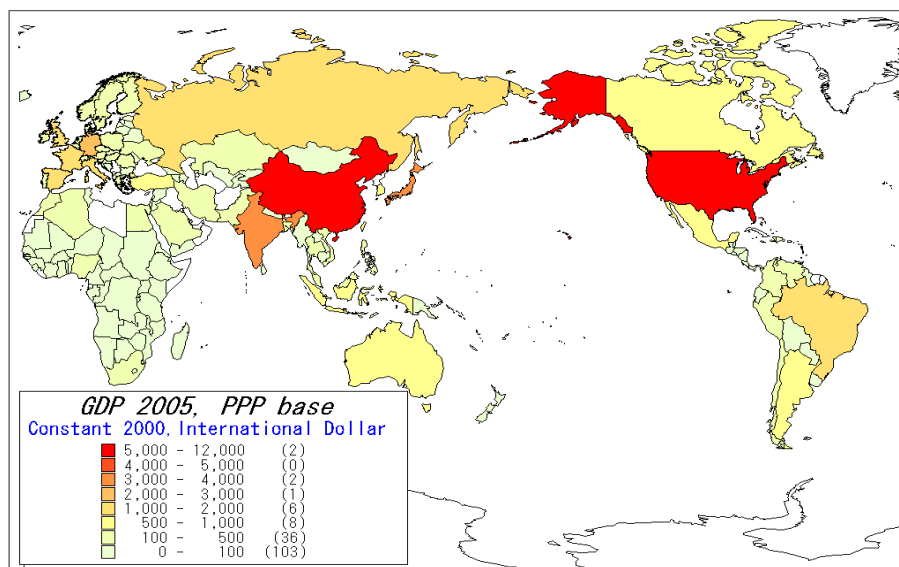 GDP 2005, PPP base
Constant 2000, International Dollar
5,000 - 12,000 (2)
4,000 - 5,000 (0)
3,000 - 4,000 (2)
2,000 - 3,000 (1)
1,000 - 2,000 (6)
500 - 1,000 (8)
100 - 500 (36)
0 - 100 (103)